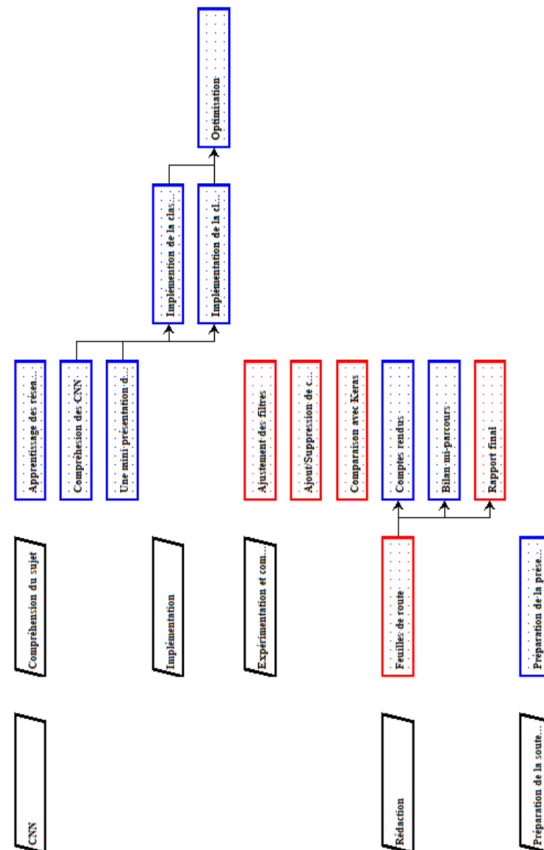 CNN
Compréhension du sujet
Apprentissage des résea...
Compréhesion des CNN
Une mini présentation d...
Implémentation
Implémention de la clas...
Implémentation de la cl...
Optimisation
Expérimentation et com...
Ajustement des filtres
Ajout/Suppression de c...
Comparaison avec Keras
Rédaction
Feuilles de route
Comptes rendus
Bilan mi-parcours
Rapport final
Préparation de la soute...
Préparation de la prése...